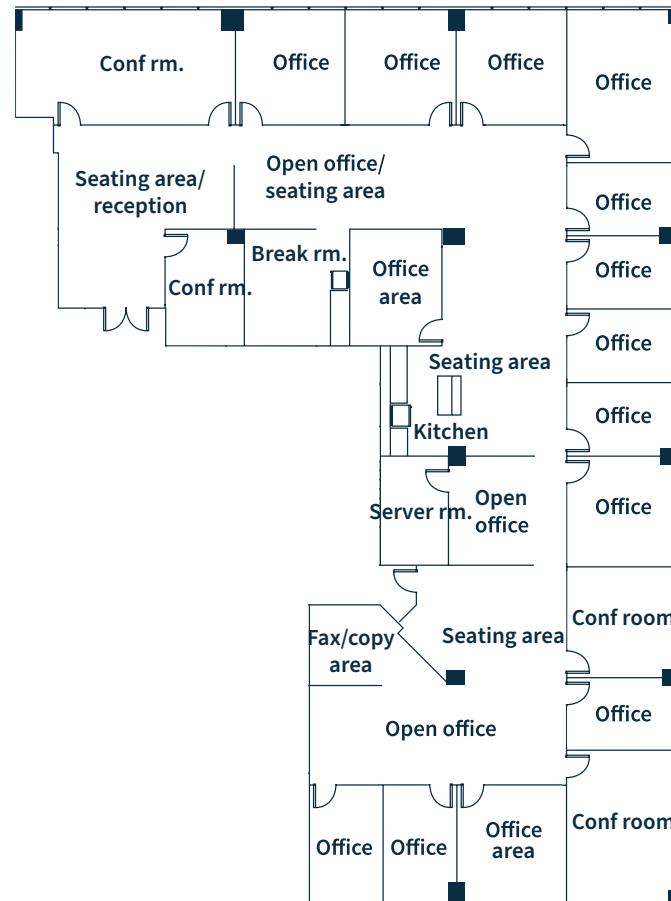 Conf rm.
Office
Office
Office
Office
Seating area/
reception
Open office/
seating area
Office
Conf rm.
Break rm.
Office
area
Office
Office
Seating area
Kitchen
Office
Server rm.
Open
office
Office
Fax/copy
area
Seating area
Conf room
Open office
Office
Office
Office
Office
area
Conf room